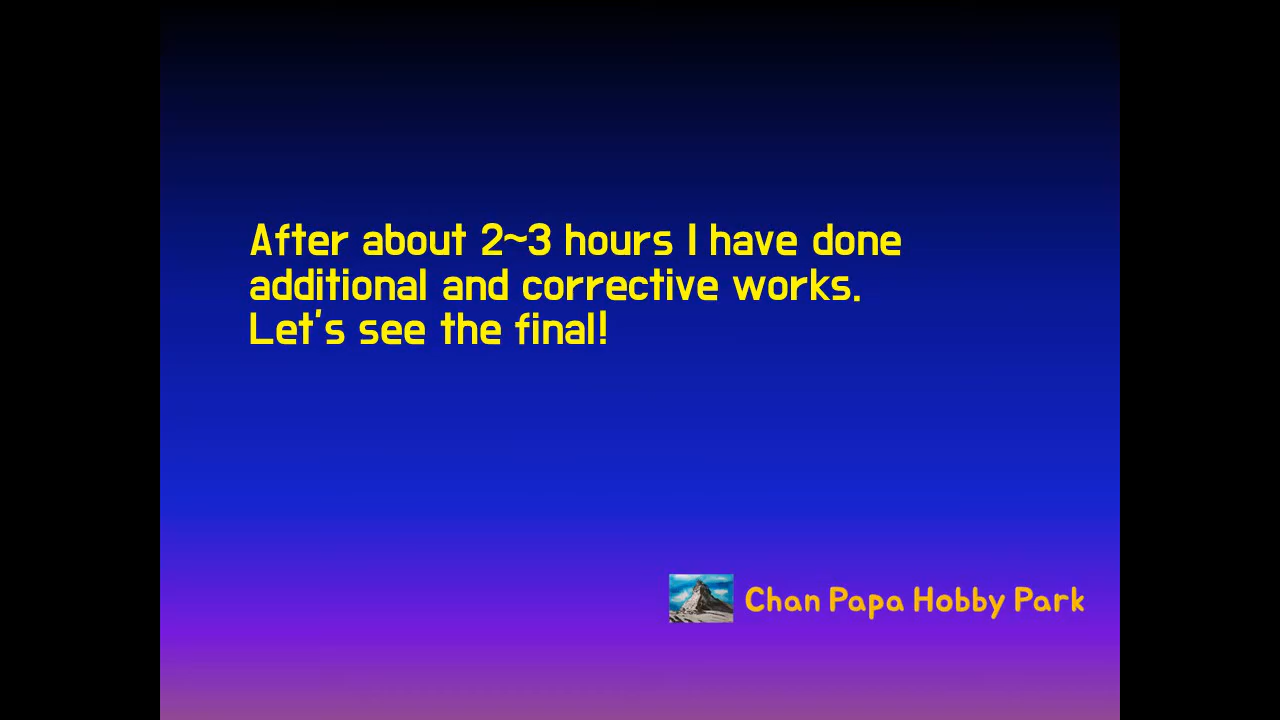 After about 2~3 hours I have done
additional and corrective works.
Let's see the final!
Chan Papa Hobby Park